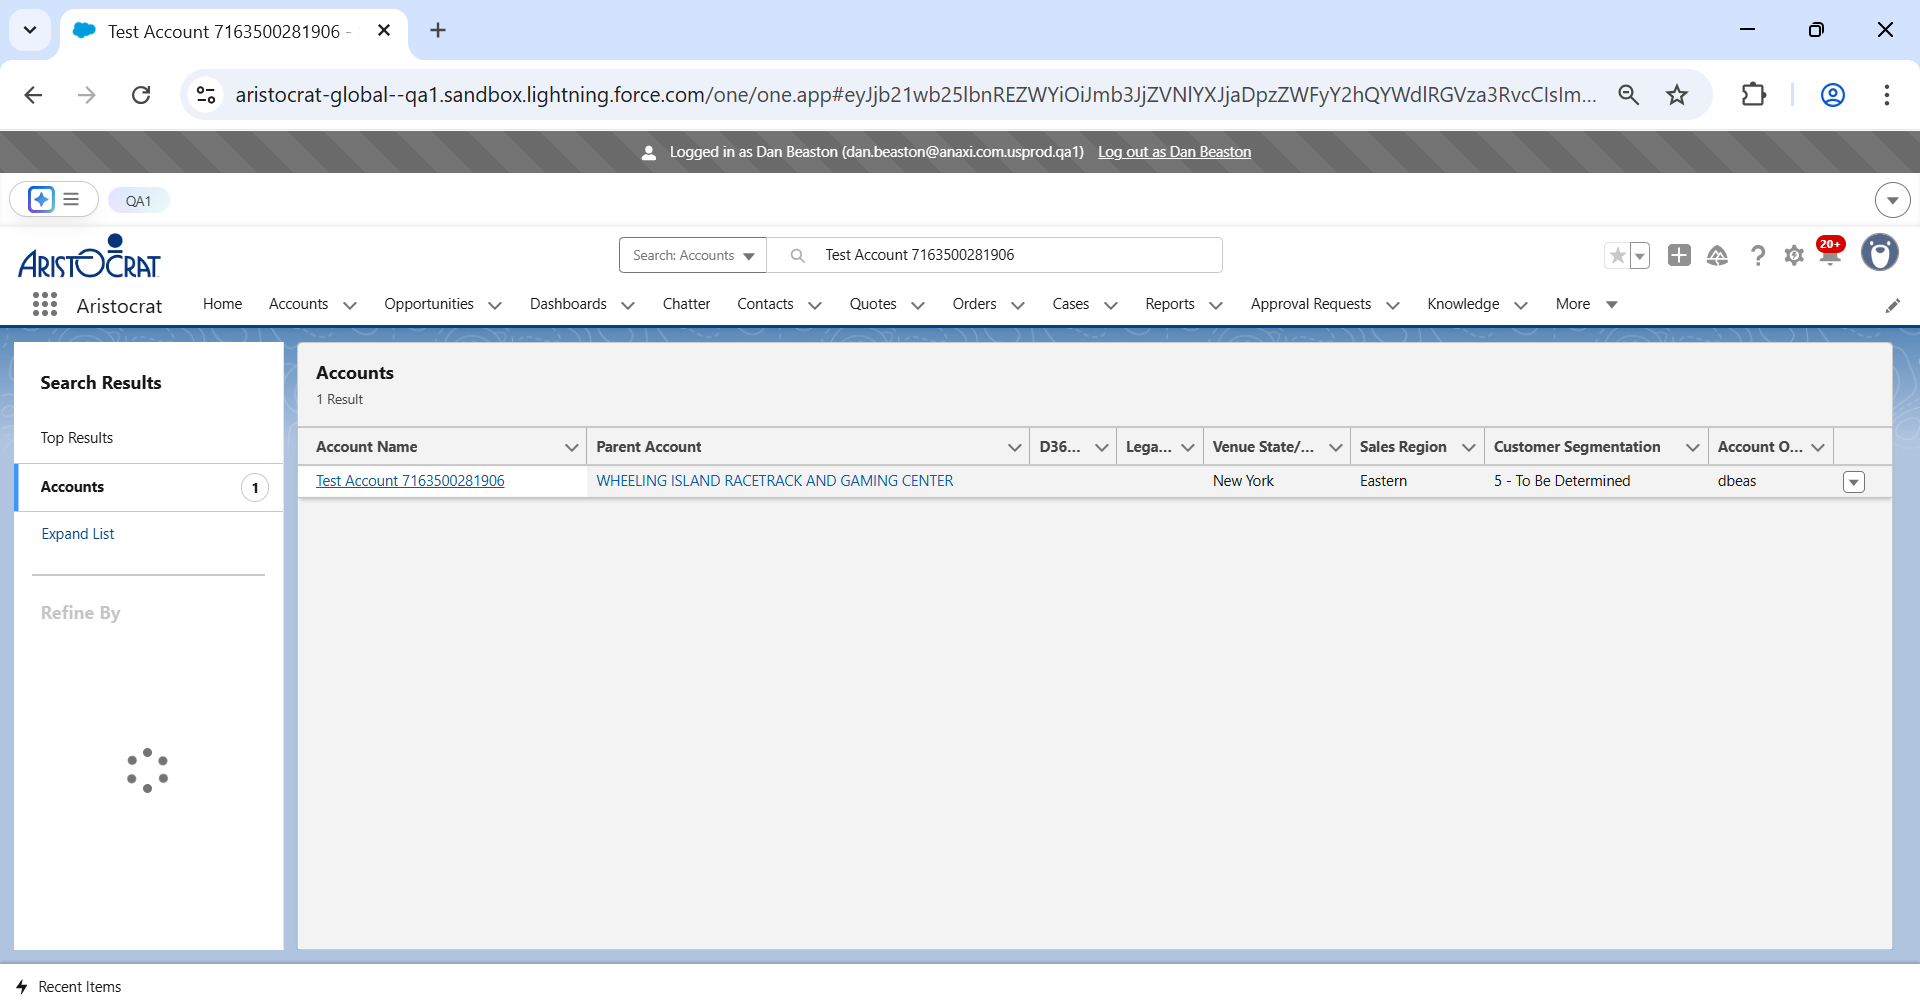 Test Account 7163500281906 -
aristocrat-global--qa1.sandbox.lightning.force.com/one/one.app#eyJjb21wb25lbnREZWYiOiJmb3JjZVNlYXJjaDpzZWFyY2hQYWdlRGVza3RvcCIsIm...
Logged in as Dan Beaston (dan.beaston@anaxi.com.usprod.qa1) Log out as Dan Beaston
QA1
ARISTOCRAT
Search: Accounts
Test Account 7163500281906
20+
Aristocrat
Home Accounts Opportunities Dashboards Chatter Contacts Quotes Orders Cases Reports Approval Requests Knowledge More
Search Results
Top Results
Accounts 1
Expand List
Refine By
Accounts
1 Result
Account Name Parent Account D36... Lega... Venue State/... Sales Region Customer Segmentation Account O...
Test Account 7163500281906 WHEELING ISLAND RACETRACK AND GAMING CENTER New York Eastern 5 - To Be Determined dbeas
Recent Items